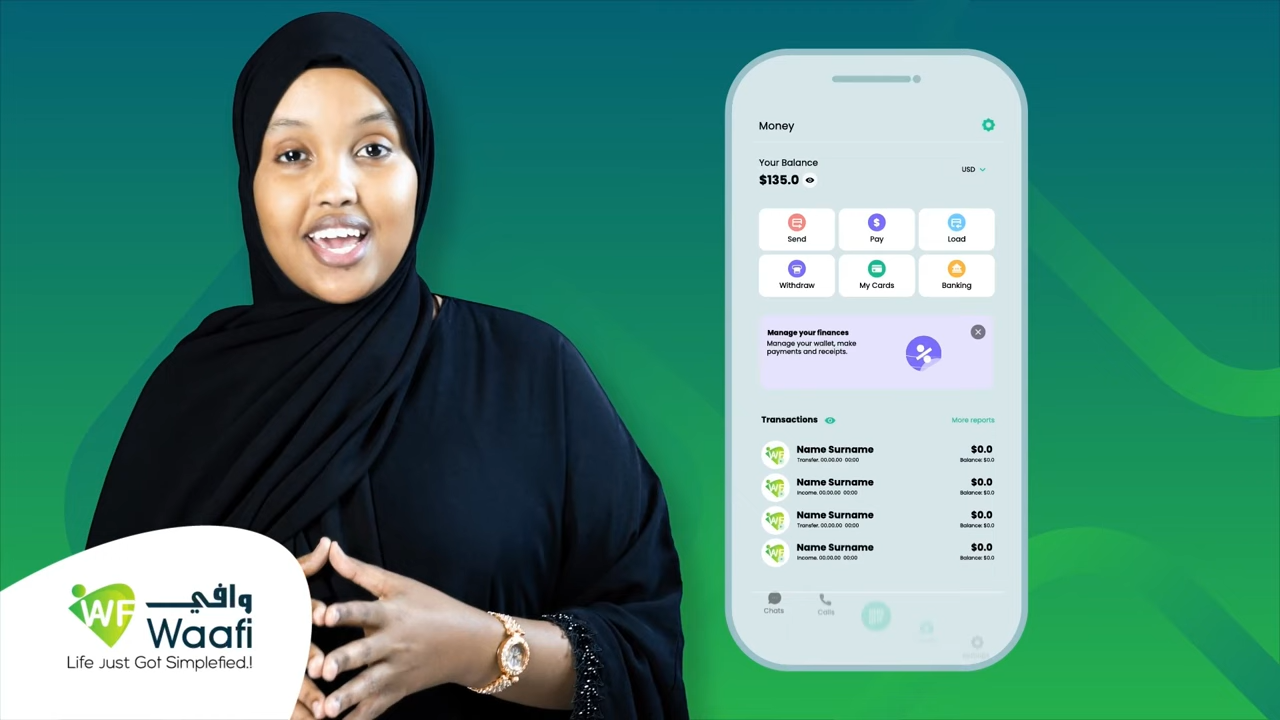 Money
Your Balance
$135.0
USD
Send
Pay
Load
Withdraw
My Cards
Banking
Manage your finances
Manage your wallet, make
payments and receipts.
Transactions
More reports
Name Surname
$0.0
Transfer. 00.00.00 00:00
Balance: $0.0
Name Surname
$0.0
Income. 00.00.00 00:00
Balance: $0.0
Name Surname
$0.0
Transfer. 00.00.00 00:00
Balance: $0.0
Name Surname
$0.0
Income. 00.00.00 00:00
Balance: $0.0
Chats
Calls
WF
وافي
Waafi
Life Just Got Simplefied.!